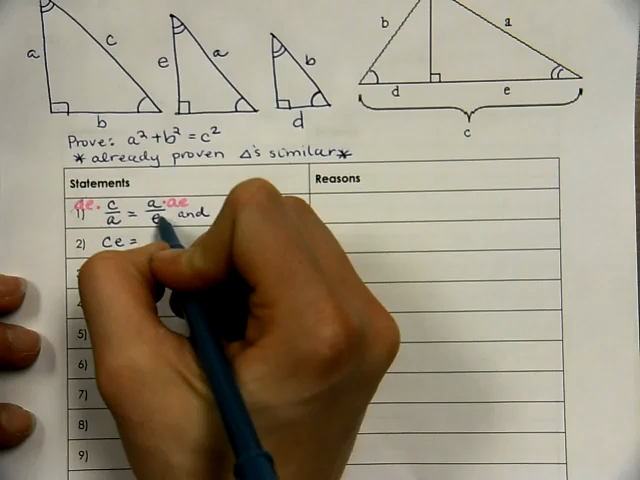 a
c
b
e
a
b
d
b
a
d
e
c
Prove: a² + b² = c²
*already proven Δ's similar*
Statements
Reasons
1) ae· c/a = a/e ·ae and
2) ce =
5)
6)
7)
8)
9)